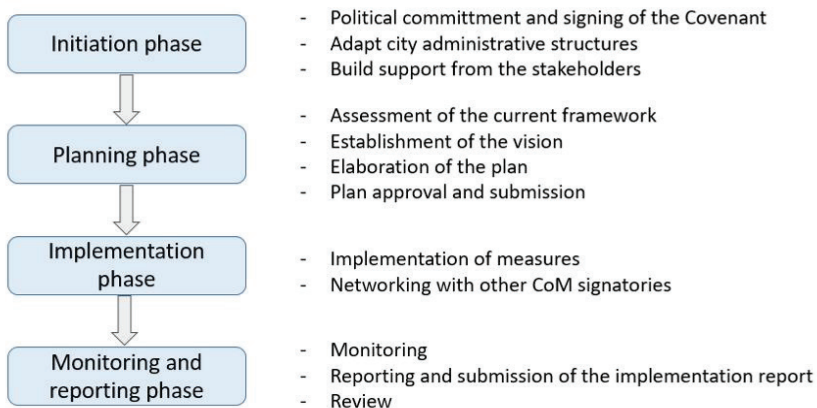 Initiation phase
- Political committment and signing of the Covenant
- Adapt city administrative structures
- Build support from the stakeholders
Planning phase
- Assessment of the current framework
- Establishment of the vision
- Elaboration of the plan
- Plan approval and submission
Implementation
phase
- Implementation of measures
- Networking with other CoM signatories
Monitoring and
reporting phase
- Monitoring
- Reporting and submission of the implementation report
- Review